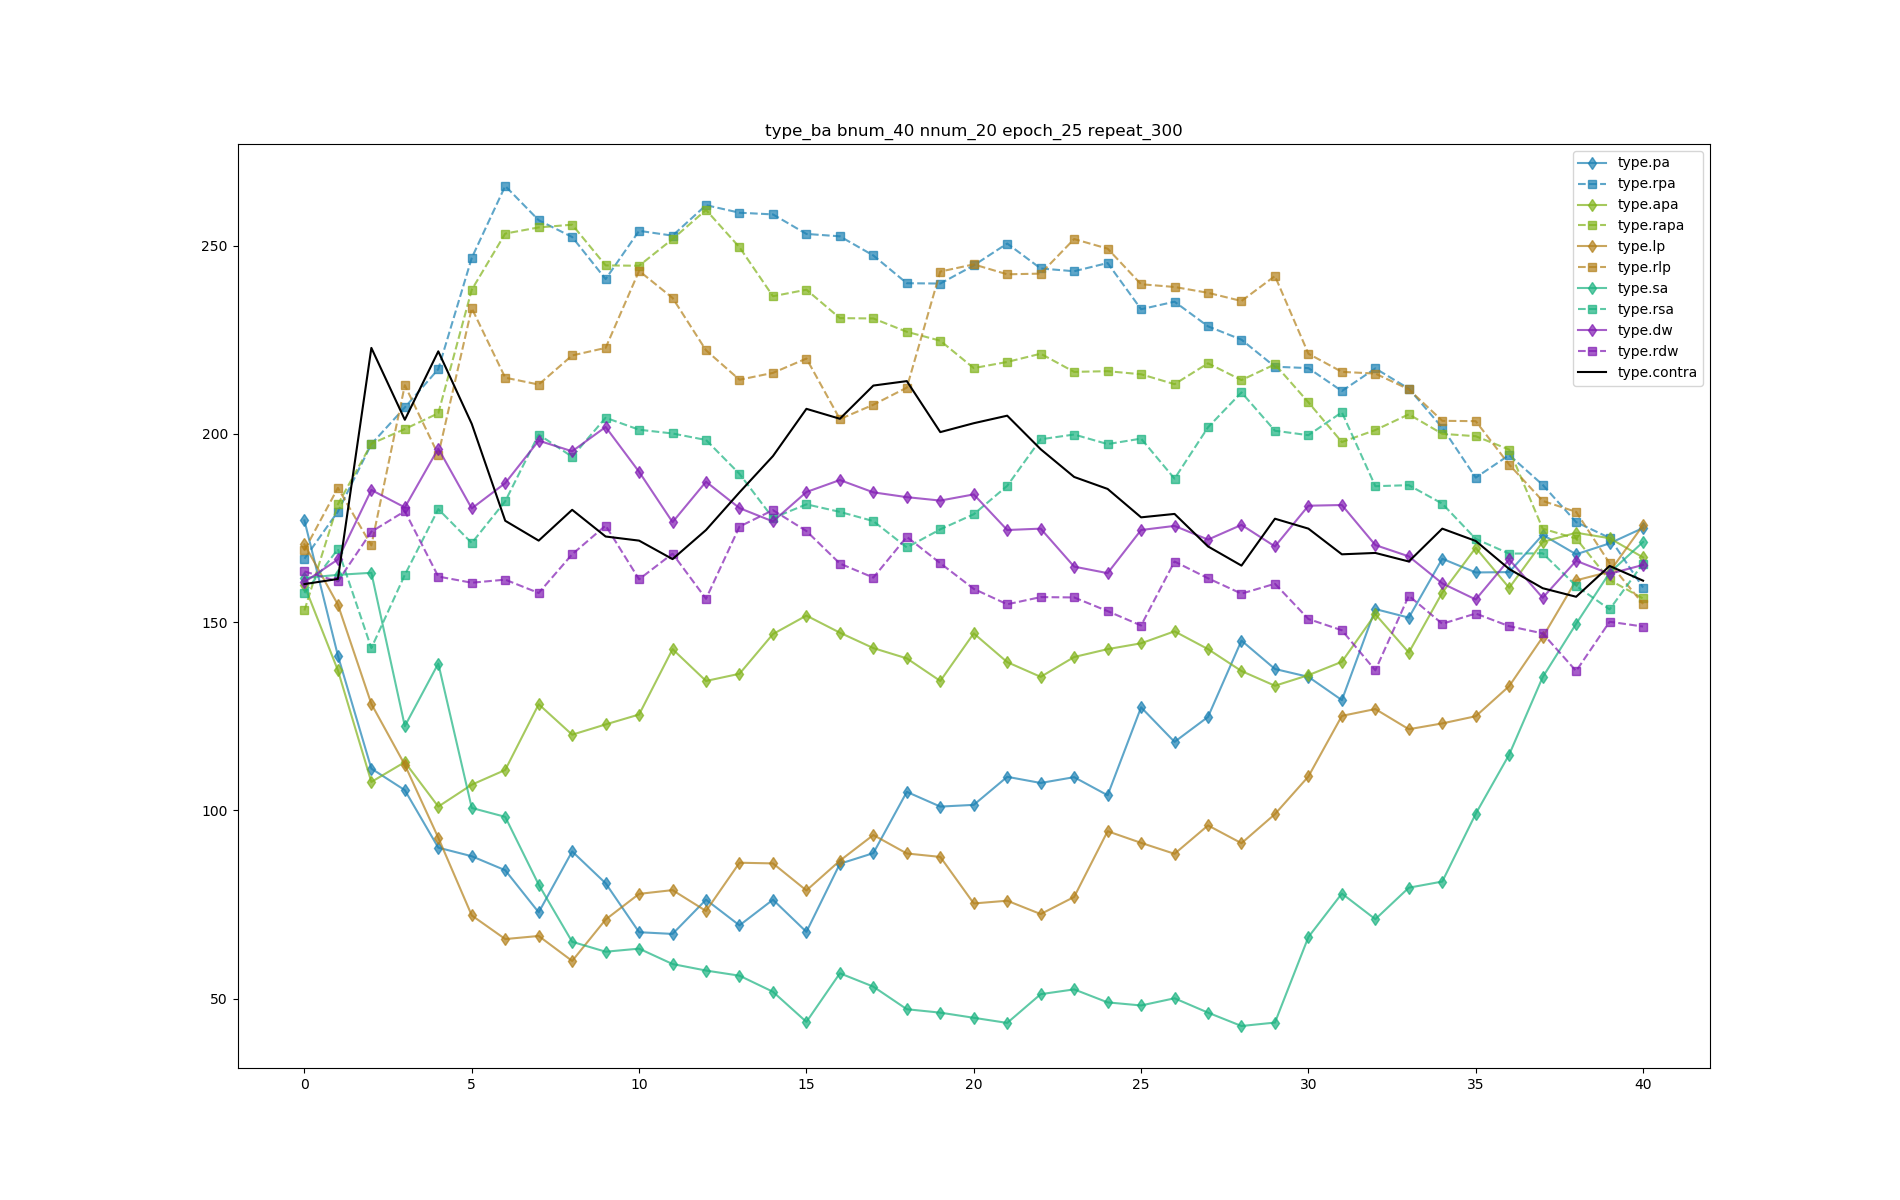 type_ba bnum_40 nnum_20 epoch_25 repeat_300
type.pa
type.rpa
type.apa
type.rapa
type.lp
type.rlp
type.sa
type.rsa
type.dw
type.rdw
type.contra
250
200
150
100
50
0 5 10 15 20 25 30 35 40